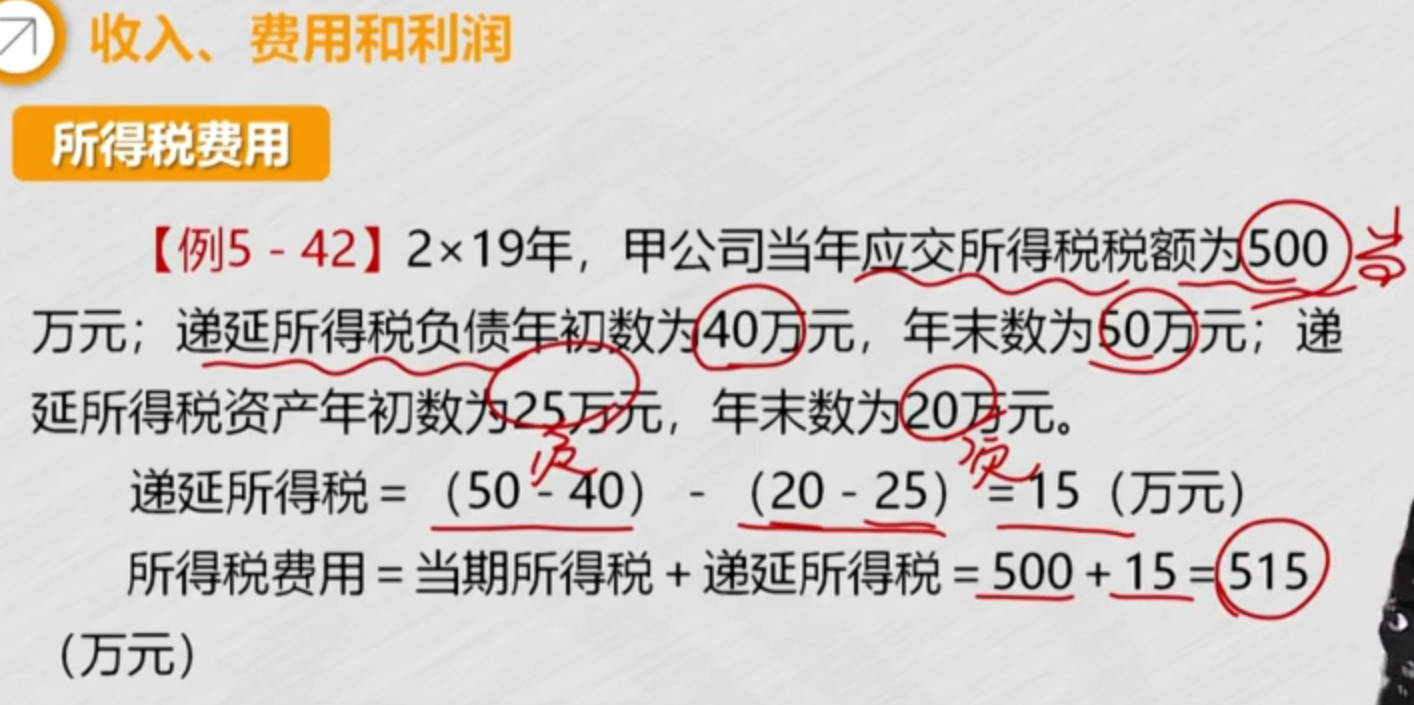 收入、费用和利润
所得税费用
【例5 - 42】2×19年，甲公司当年应交所得税税额为500
万元；递延所得税负债年初数为40万元，年末数为50万元；递
延所得税资产年初数为25万元，年末数为20万元。
递延所得税 = （50 - 40） - （20 - 25） = 15（万元）
所得税费用 = 当期所得税 + 递延所得税 = 500 + 15 = 515
（万元）